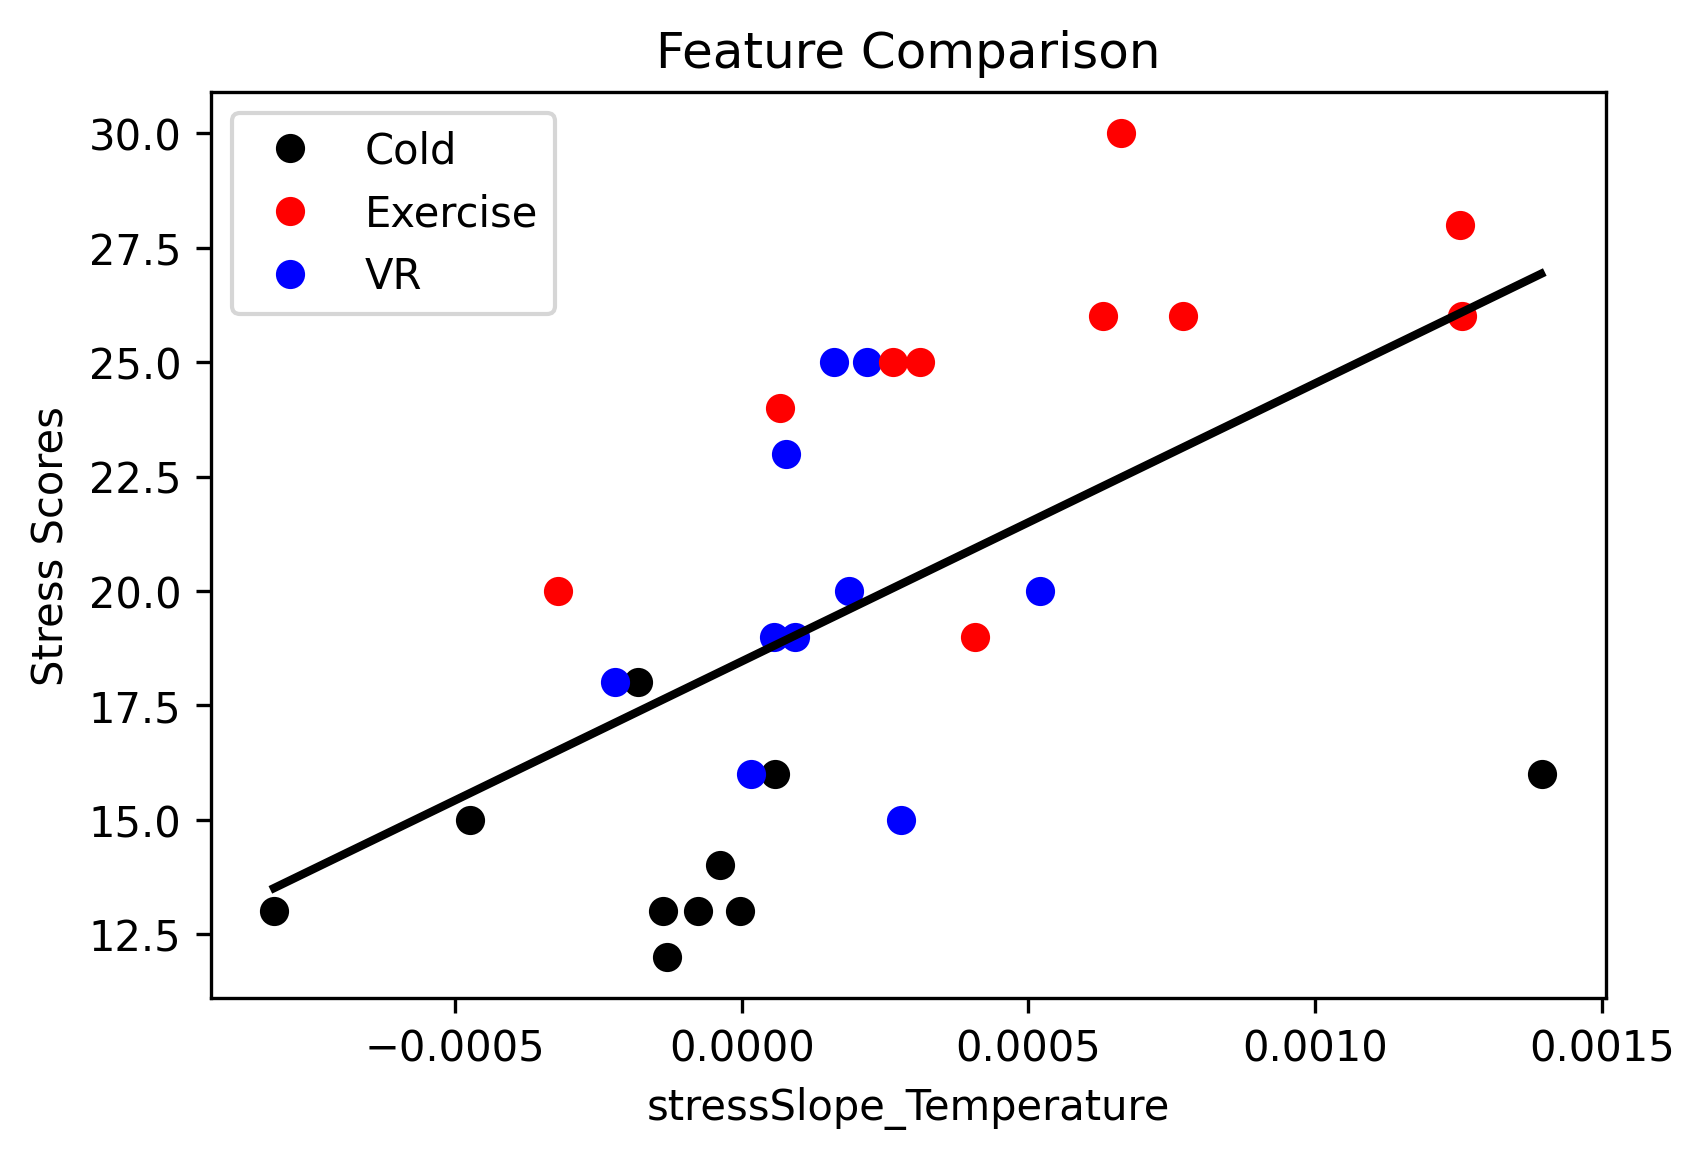 Feature Comparison
Cold
Exercise
VR
30.0
27.5
25.0
22.5
20.0
17.5
15.0
12.5
Stress Scores
−0.0005 0.0000 0.0005 0.0010 0.0015
stressSlope_Temperature